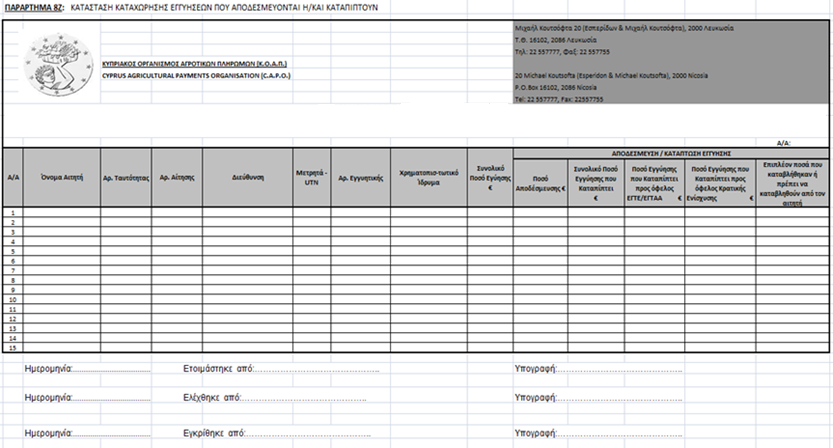 ΠΑΡΑΡΤΗΜΑ 8Ζ: ΚΑΤΑΣΤΑΣΗ ΚΑΤΑΧΩΡΗΣΗΣ ΕΓΓΥΗΣΕΩΝ ΠΟΥ ΑΠΟΔΕΣΜΕΥΟΝΤΑΙ Η/ΚΑΙ ΚΑΤΑΠΙΠΤΟΥΝ
ΚΥΠΡΙΑΚΟΣ ΟΡΓΑΝΙΣΜΟΣ ΑΓΡΟΤΙΚΩΝ ΠΛΗΡΩΜΩΝ (Κ.Ο.Α.Π.)
CYPRUS AGRICULTURAL PAYMENTS ORGANISATION (C.A.P.O.)
Μιχαήλ Κουτσόφτα 20 (Εσπερίδων & Μιχαήλ Κουτσόφτα), 2000 Λευκωσία
Τ.Θ. 16102, 2086 Λευκωσία
Τηλ: 22 557777, Φαξ: 22 557755
20 Michael Koutsofta (Esperidon & Michael Koutsofta), 2000 Nicosia
P.O.Box 16102, 2086 Nicosia
Tel: 22 557777, Fax: 22557755
Α/Α:
ΑΠΟΔΕΣΜΕΥΣΗ / ΚΑΤΑΠΤΩΣΗ ΕΓΓΥΗΣΗΣ
Α/Α
Όνομα Αιτητή
Αρ. Ταυτότητας
Αρ. Αίτησης
Διεύθυνση
Μετρητά -
UTN
Αρ. Εγγυητικής
Χρηματοπισ-τωτικό
Ίδρυμα
Συνολικό
Ποσό Εγύησης
€
Ποσό
Αποδέσμευσης €
Συνολικό Ποσό
Εγγύησης που
Καταπίπτει
€
Ποσό Εγγύησης
που Καταπίπτει
προς όφελος
ΕΓΤΕ/ΕΓΤΑΑ €
Ποσό Εγγύησης που
Καταπίπτει προς
όφελος Κρατικής
Ενίσχυσης €
Επιπλέον ποσά που
καταβλήθηκαν ή
πρέπει να
καταβληθούν από τον
αιτητή
1
2
3
4
5
6
7
8
9
10
11
12
13
14
15
Ημερομηνία:............................ Ετοιμάστηκε από:............................................. Υπογραφή:.............................................
Ημερομηνία:............................ Ελέγχθηκε από:............................................. Υπογραφή:.............................................
Ημερομηνία:............................ Εγκρίθηκε από:............................................. Υπογραφή:.............................................